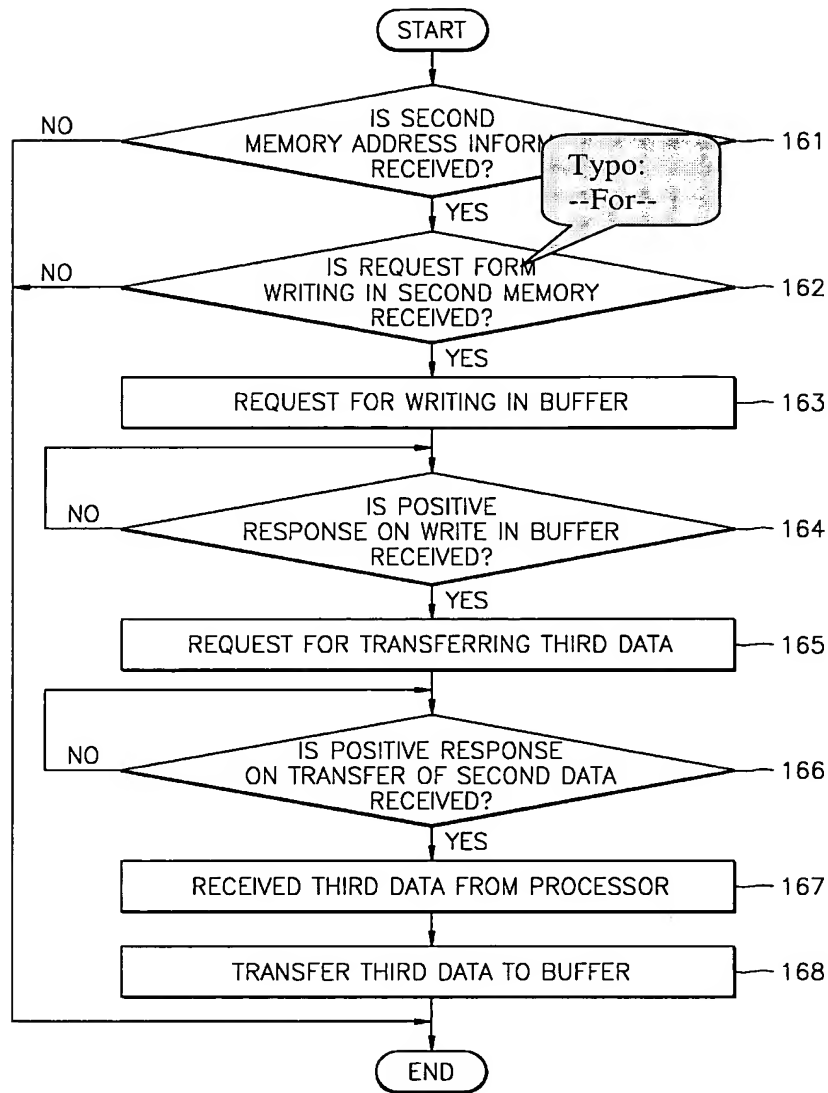 START
IS SECOND
NO
MEMORY ADDRESS INFORM
161
RECEIVED?
Typo:
--For--
YES
IS REQUEST FORM
NO
WRITING IN SECOND MEMORY
162
RECEIVED?
YES
REQUEST FOR WRITING IN BUFFER
163
IS POSITIVE
NO
RESPONSE ON WRITE IN BUFFER
164
RECEIVED?
YES
REQUEST FOR TRANSFERRING THIRD DATA
165
IS POSITIVE RESPONSE
NO
ON TRANSFER OF SECOND DATA
166
RECEIVED?
YES
RECEIVED THIRD DATA FROM PROCESSOR
167
TRANSFER THIRD DATA TO BUFFER
168
END